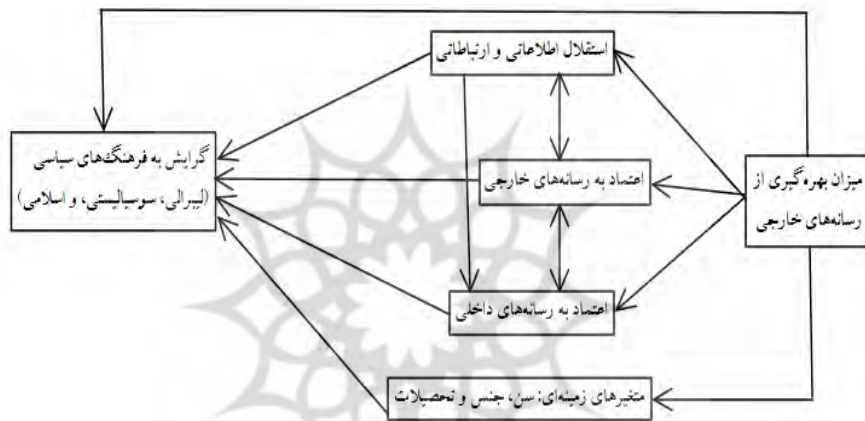 استقلال اطلاعاتی و ارتباطاتی
میزان بهره‌گیری از
رسانه‌های خارجی
اعتماد به رسانه‌های خارجی
گرایش به فرهنگ‌های سیاسی
(لیبرالی، سوسیالیستی، و اسلامی)
اعتماد به رسانه‌های داخلی
متغیرهای زمینه‌ای: سن، جنس و تحصیلات